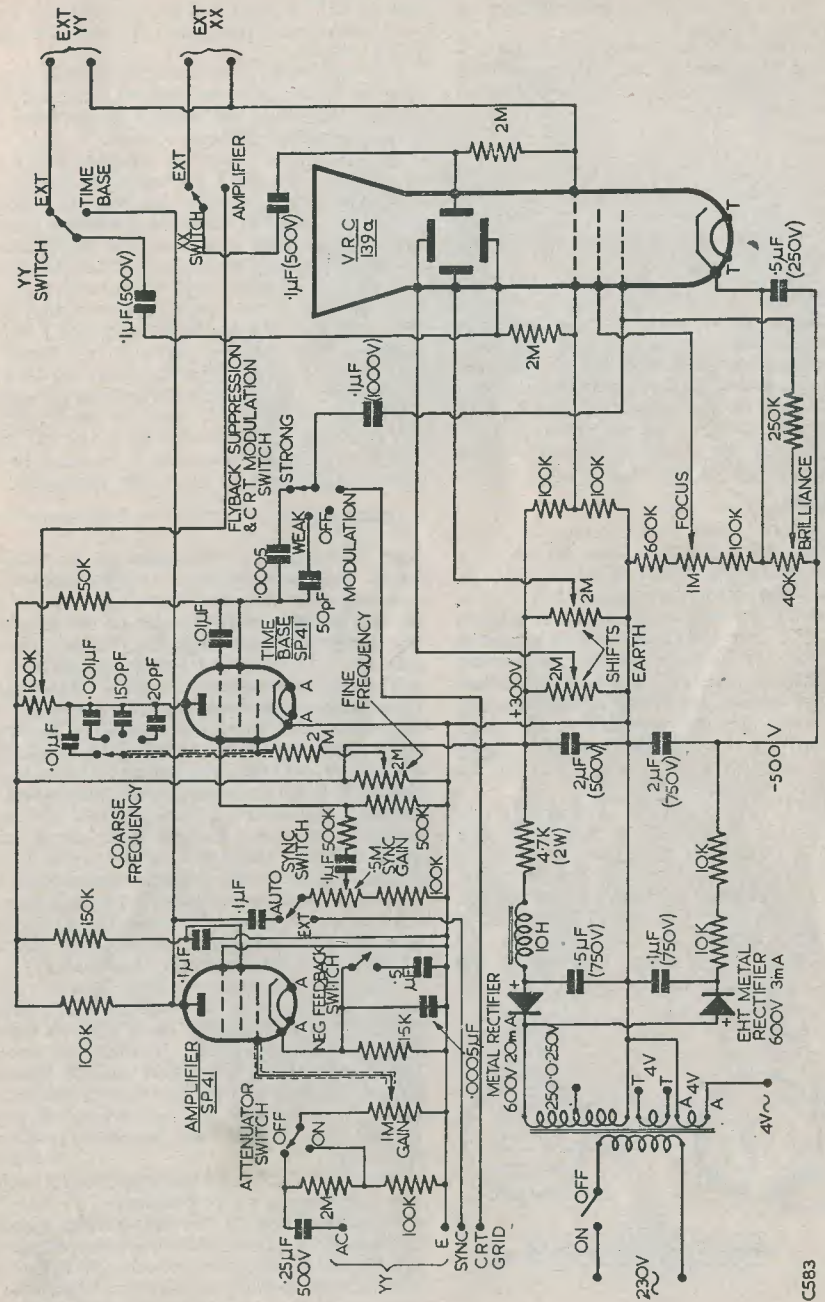 EXT
YY
EXT
XX
YY
SWITCH
EXT
TIME
BASE
EXT
XX
SWITCH
AMPLIFIER
·1µF(500V)
·1µF(500V)
2M
V.R.C
139a
2M
T
T
·5µF
(250V)
·1µF
(1000V)
250K
BRILLIANCE
40K
100K
FOCUS
1M
600K
100K
100K
FLYBACK SUPPRESSION
& C R T MODULATION
SWITCH
STRONG
WEAK
OFF
MODULATION
·0005
50pF
50K
100K
·01µF
·001µF
150PF
20pF
·01µF
TIME
BASE
SP41
A
A
COARSE
FREQUENCY
FINE
FREQUENCY
2M
2M
500K
·1µF
500K
AUTO
SYNC
SWITCH
·5M
SYNC
GAIN
100K
EXT
·1µF
150K
·1µF
100K
AMPLIFIER
SP41
A
A
NEG FEEDBACK
SWITCH
·5
µF
·0005µF
15K
ATTENUATOR
SWITCH
OFF
ON
1M
GAIN
2M
100K
·25µF
500V
AC
YY
E
SYNC
CRT
GRID
+300V
2M
2M
SHIFTS
EARTH
2µF
(500V)
2µF
(750V)
-500V
4·7K
(2W)
10H
·5µF
(750V)
·1µF
(750V)
10K
10K
METAL RECTIFIER
600V 20mA
+
+
EHT METAL
RECTIFIER
600V 3mA
250·0·250V
T
4V
T
A
4V
A
4V~
ON
OFF
230V
~
C583